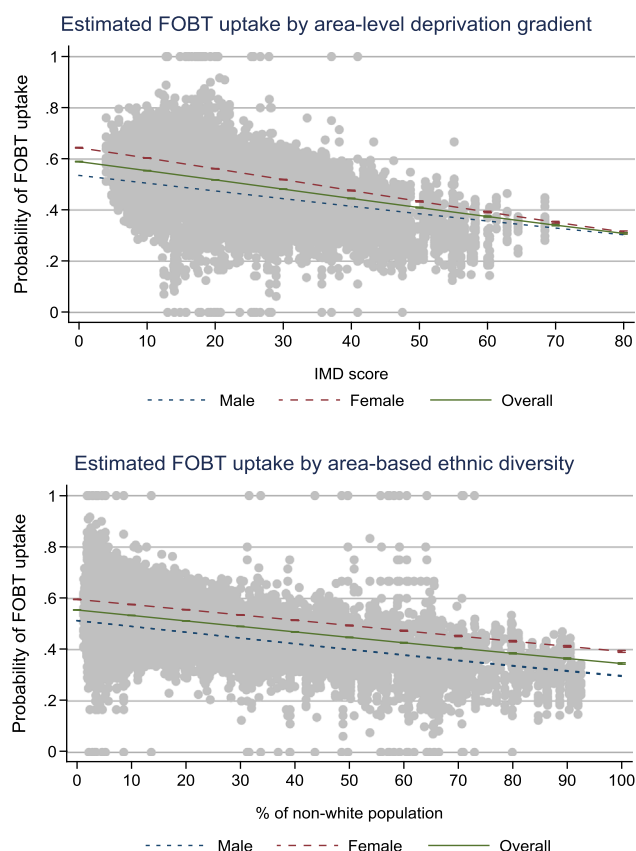 Estimated FOBT uptake by area-level deprivation gradient
Probability of FOBT uptake
1
.8
.6
.4
.2
0
0 10 20 30 40 50 60 70 80
IMD score
Male Female Overall
Estimated FOBT uptake by area-based ethnic diversity
Probability of FOBT uptake
1
.8
.6
.4
.2
0
0 10 20 30 40 50 60 70 80 90 100
% of non-white population
Male Female Overall